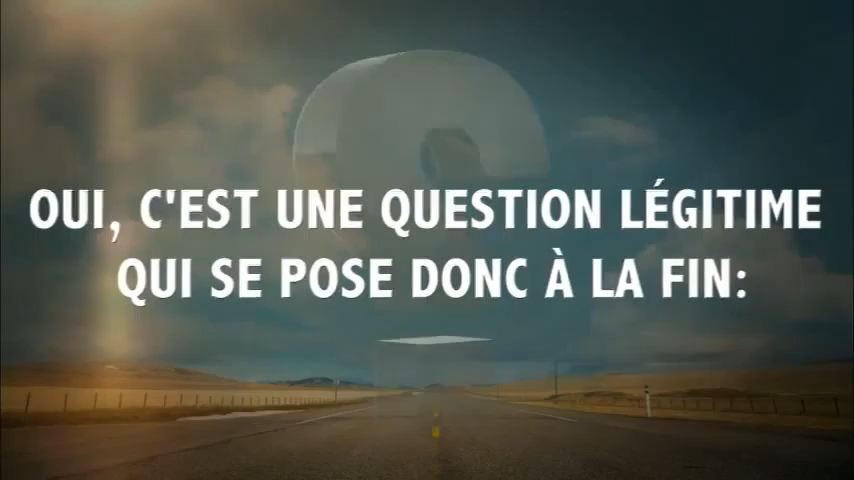 OUI, C'EST UNE QUESTION LÉGITIME
QUI SE POSE DONC À LA FIN: